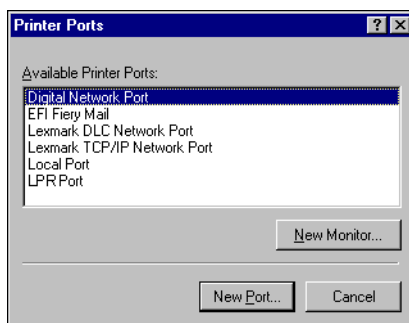 Printer Ports
? X
Available Printer Ports:
Digital Network Port
EFI Fiery Mail
Lexmark DLC Network Port
Lexmark TCP/IP Network Port
Local Port
LPR Port
New Monitor...
New Port... Cancel